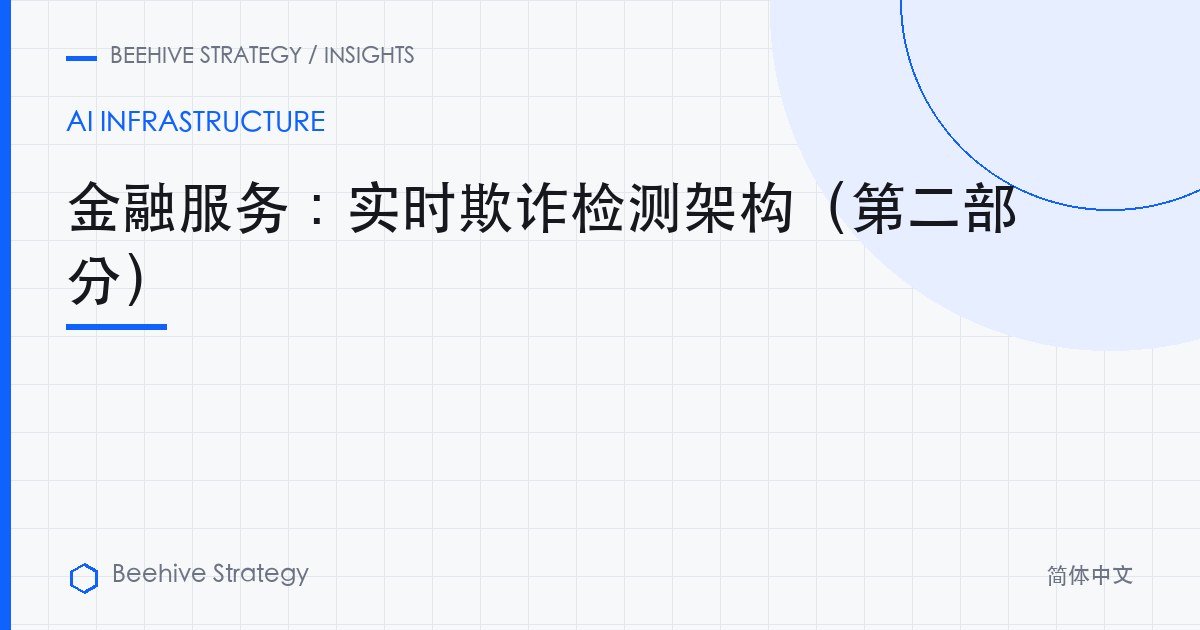 BEEHIVE STRATEGY / INSIGHTS
AI INFRASTRUCTURE
金融服务：实时欺诈检测架构（第二部
分）
Beehive Strategy
简体中文